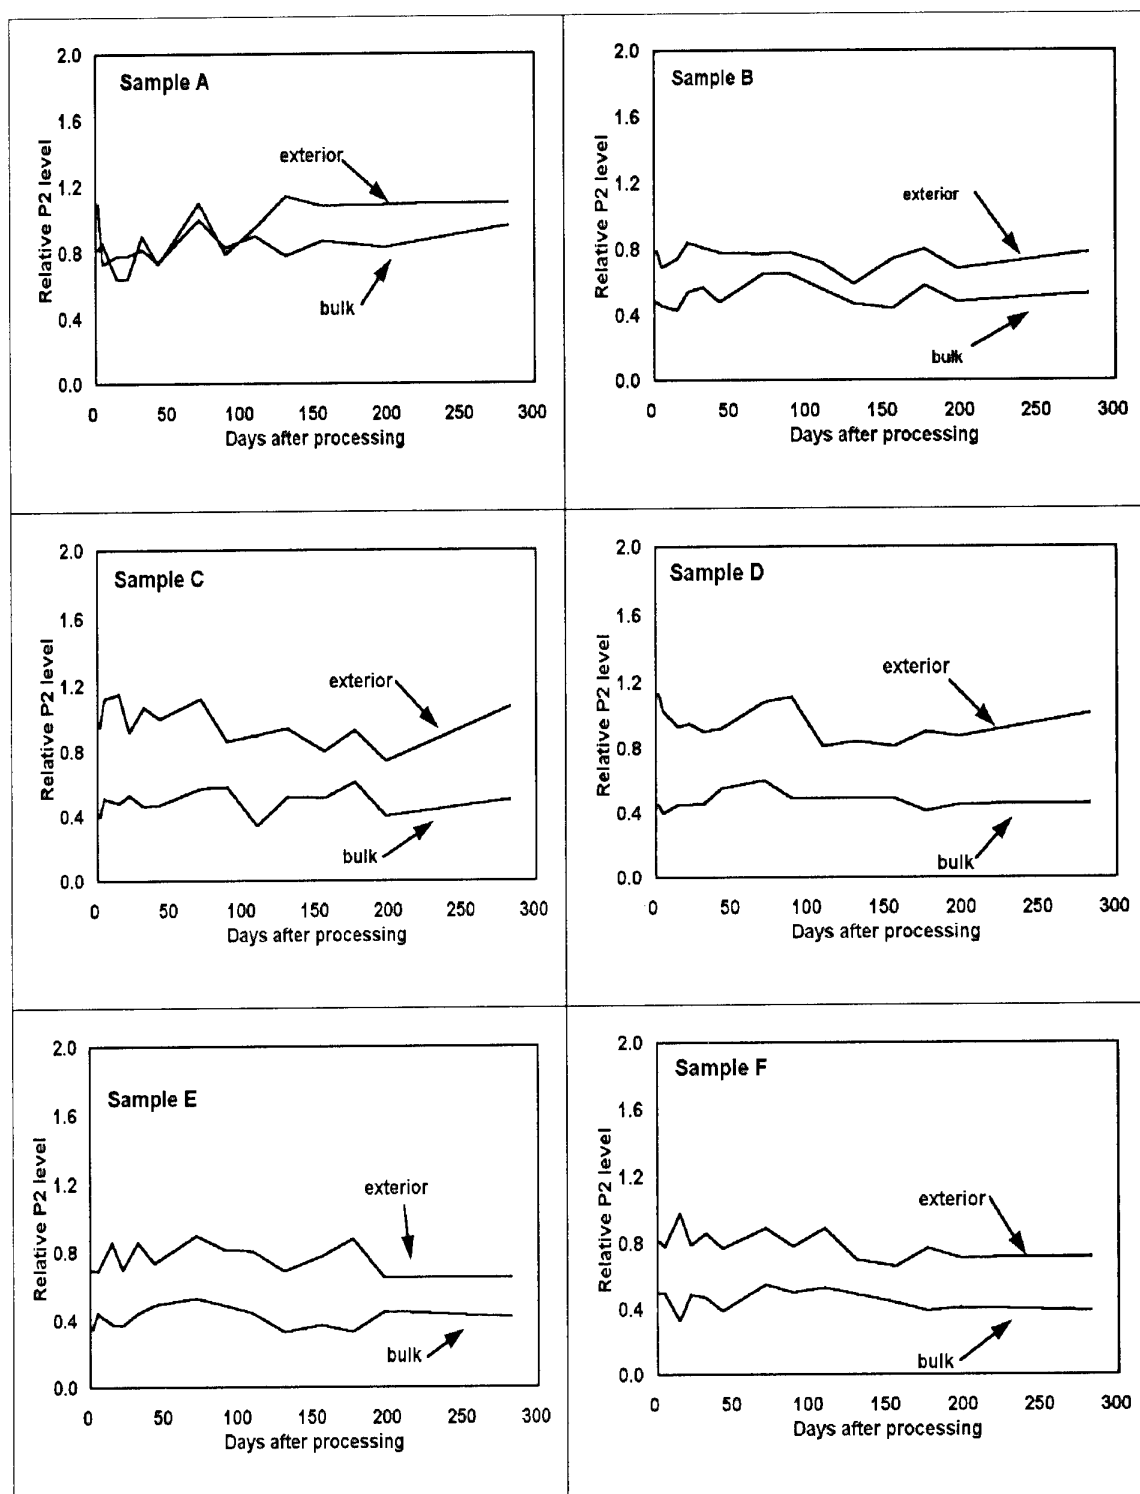 Sample A
Relative P2 level
2.0
1.6
1.2
0.8
0.4
0.0
exterior
bulk
0 50 100 150 200 250 300
Days after processing
Sample B
Relative P2 level
2.0
1.6
1.2
0.8
0.4
0.0
exterior
bulk
0 50 100 150 200 250 300
Days after processing
Sample C
Relative P2 level
2.0
1.6
1.2
0.8
0.4
0.0
exterior
bulk
0 50 100 150 200 250 300
Days after processing
Sample D
Relative P2 level
2.0
1.6
1.2
0.8
0.4
0.0
exterior
bulk
0 50 100 150 200 250 300
Days after processing
Sample E
Relative P2 level
2.0
1.6
1.2
0.8
0.4
0.0
exterior
bulk
0 50 100 150 200 250 300
Days after processing
Sample F
Relative P2 level
2.0
1.6
1.2
0.8
0.4
0.0
exterior
bulk
0 50 100 150 200 250 300
Days after processing